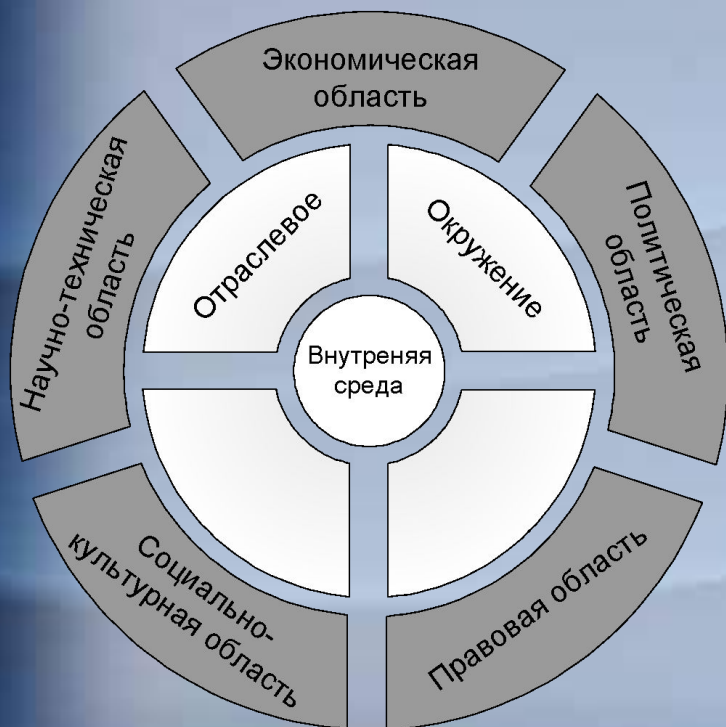 Экономическая
область
Политическая
область
Правовая область
Социально-
культурная область
Научно-техническая
область
Отраслевое
Окружение
Внутреняя
среда